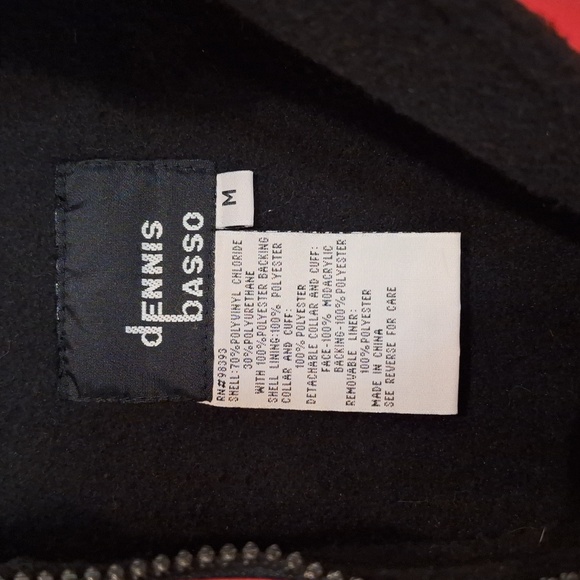 dENNIS
bASSO
M
RN#98393
SHELL:70%POLYVINYL CHLORIDE
30%POLYURETHANE
WITH 100%POLYESTER BACKING
SHELL LINING:100% POLYESTER
COLLAR AND CUFF:
100%POLYESTER
DETACHABLE COLLAR AND CUFF:
FACE-100% MODACRYLIC
BACKING-100%POLYESTER
REMOVABLE LINER:
100%POLYESTER
MADE IN CHINA
SEE REVERSE FOR CARE